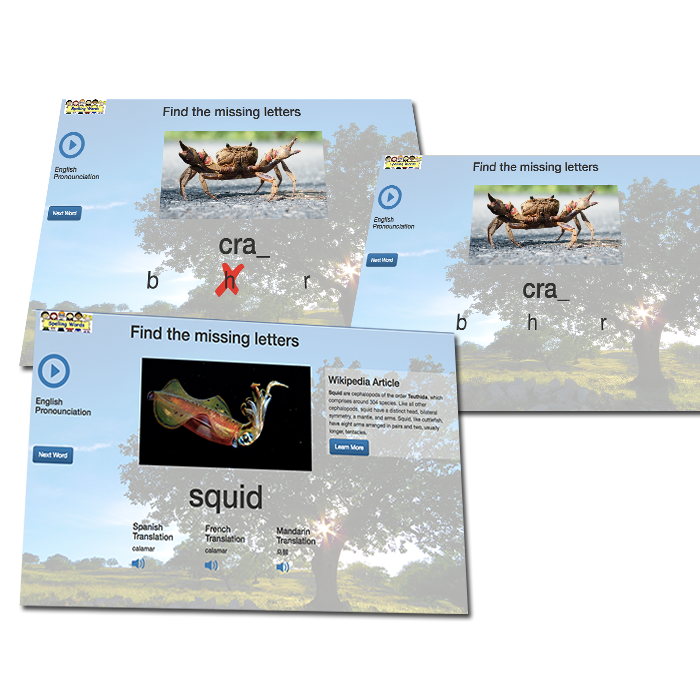 Spelling Words
Find the missing letters
English
Pronounciation
Next Word
cra_
b h r
Spelling Words
Find the missing letters
English
Pronounciation
Next Word
cra_
b h r
Spelling Words
Find the missing letters
English
Pronounciation
Next Word
Wikipedia Article
Squid are cephalopods of the order Teuthida, which
comprises around 304 species. Like all other
cephalopods, squid have a distinct head, bilateral
symmetry, a mantle, and arms. Squid, like cuttlefish,
have eight arms arranged in pairs and two, usually
longer, tentacles.
Learn More
squid
Spanish
Translation
calamar
French
Translation
calamar
Mandarin
Translation